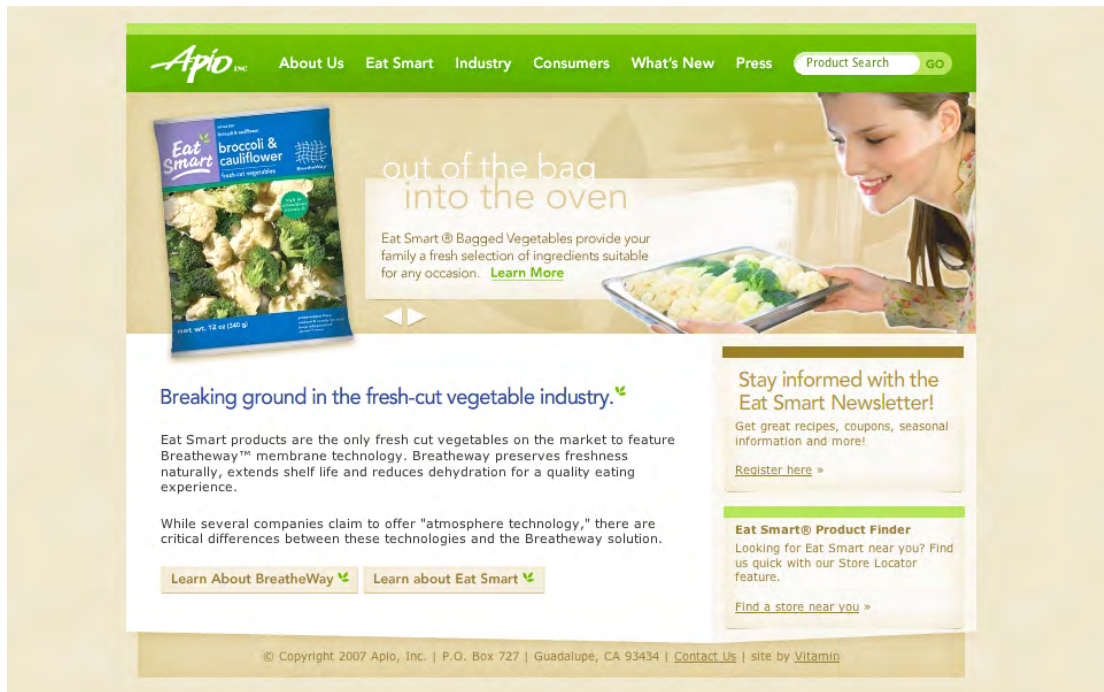 Apio INC
About Us
Eat Smart
Industry
Consumers
What's New
Press
Product Search
GO
Eat Smart
broccoli & cauliflower
broccoli &
cauliflower
fresh-cut vegetables
BreatheWay
net wt. 12 oz (340 g)
out of the bag
into the oven
Eat Smart ® Bagged Vegetables provide your
family a fresh selection of ingredients suitable
for any occasion. Learn More
Breaking ground in the fresh-cut vegetable industry.
Eat Smart products are the only fresh cut vegetables on the market to feature
Breatheway™ membrane technology. Breatheway preserves freshness
naturally, extends shelf life and reduces dehydration for a quality eating
experience.
While several companies claim to offer "atmosphere technology," there are
critical differences between these technologies and the Breatheway solution.
Learn About BreatheWay
Learn about Eat Smart
Stay informed with the
Eat Smart Newsletter!
Get great recipes, coupons, seasonal
information and more!
Register here »
Eat Smart® Product Finder
Looking for Eat Smart near you? Find
us quick with our Store Locator
feature.
Find a store near you »
© Copyright 2007 Apio, Inc. | P.O. Box 727 | Guadalupe, CA 93434 | Contact Us | site by Vitamin